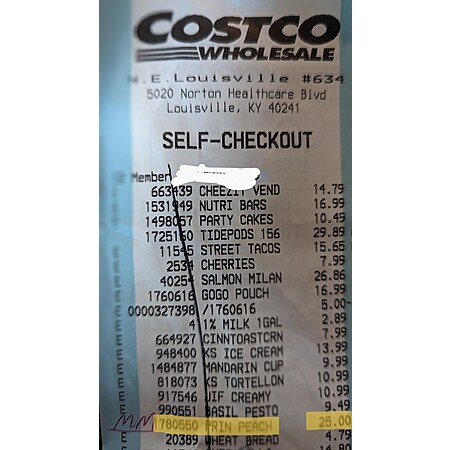 COSTCO
WHOLESALE
N.E.Louisville #634
5020 Norton Healthcare Blvd
Louisville, KY 40241
SELF-CHECKOUT
Member
E 663439 CHEEZIT VEND 14.79
E 1531949 NUTRI BARS 16.99
E 1498057 PARTY CAKES 10.49
1725160 TIDEPODS 156 29.89
E 11545 STREET TACOS 15.65
E 2534 CHERRIES 7.99
E 40254 SALMON MILAN 26.86
E 1760616 GOGO POUCH 16.99
E 0000327398 /1760616 5.00-
E 4 1% MILK 1GAL 2.89
E 664927 CINNTOASTCRN 7.99
E 948400 KS ICE CREAM 13.99
E 1484877 MANDARIN CUP 9.99
E 818073 KS TORTELLON 10.99
E 917546 JIF CREAMY 10.99
E 990551 BASIL PESTO 9.49
MM 1780550 PRIN PEACH 25.00
E 20389 WHEAT BREAD 4.79
14.80